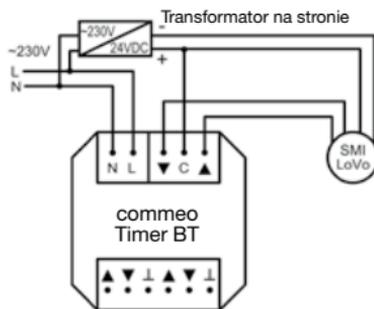 Transformator na stronie
~230V
24VDC
-
+
~230V
L
N
N L ▼ C ▲
SMI
LoVo
commeo
Timer BT
▲ ▼ ⊥ ▲ ▼ ⊥